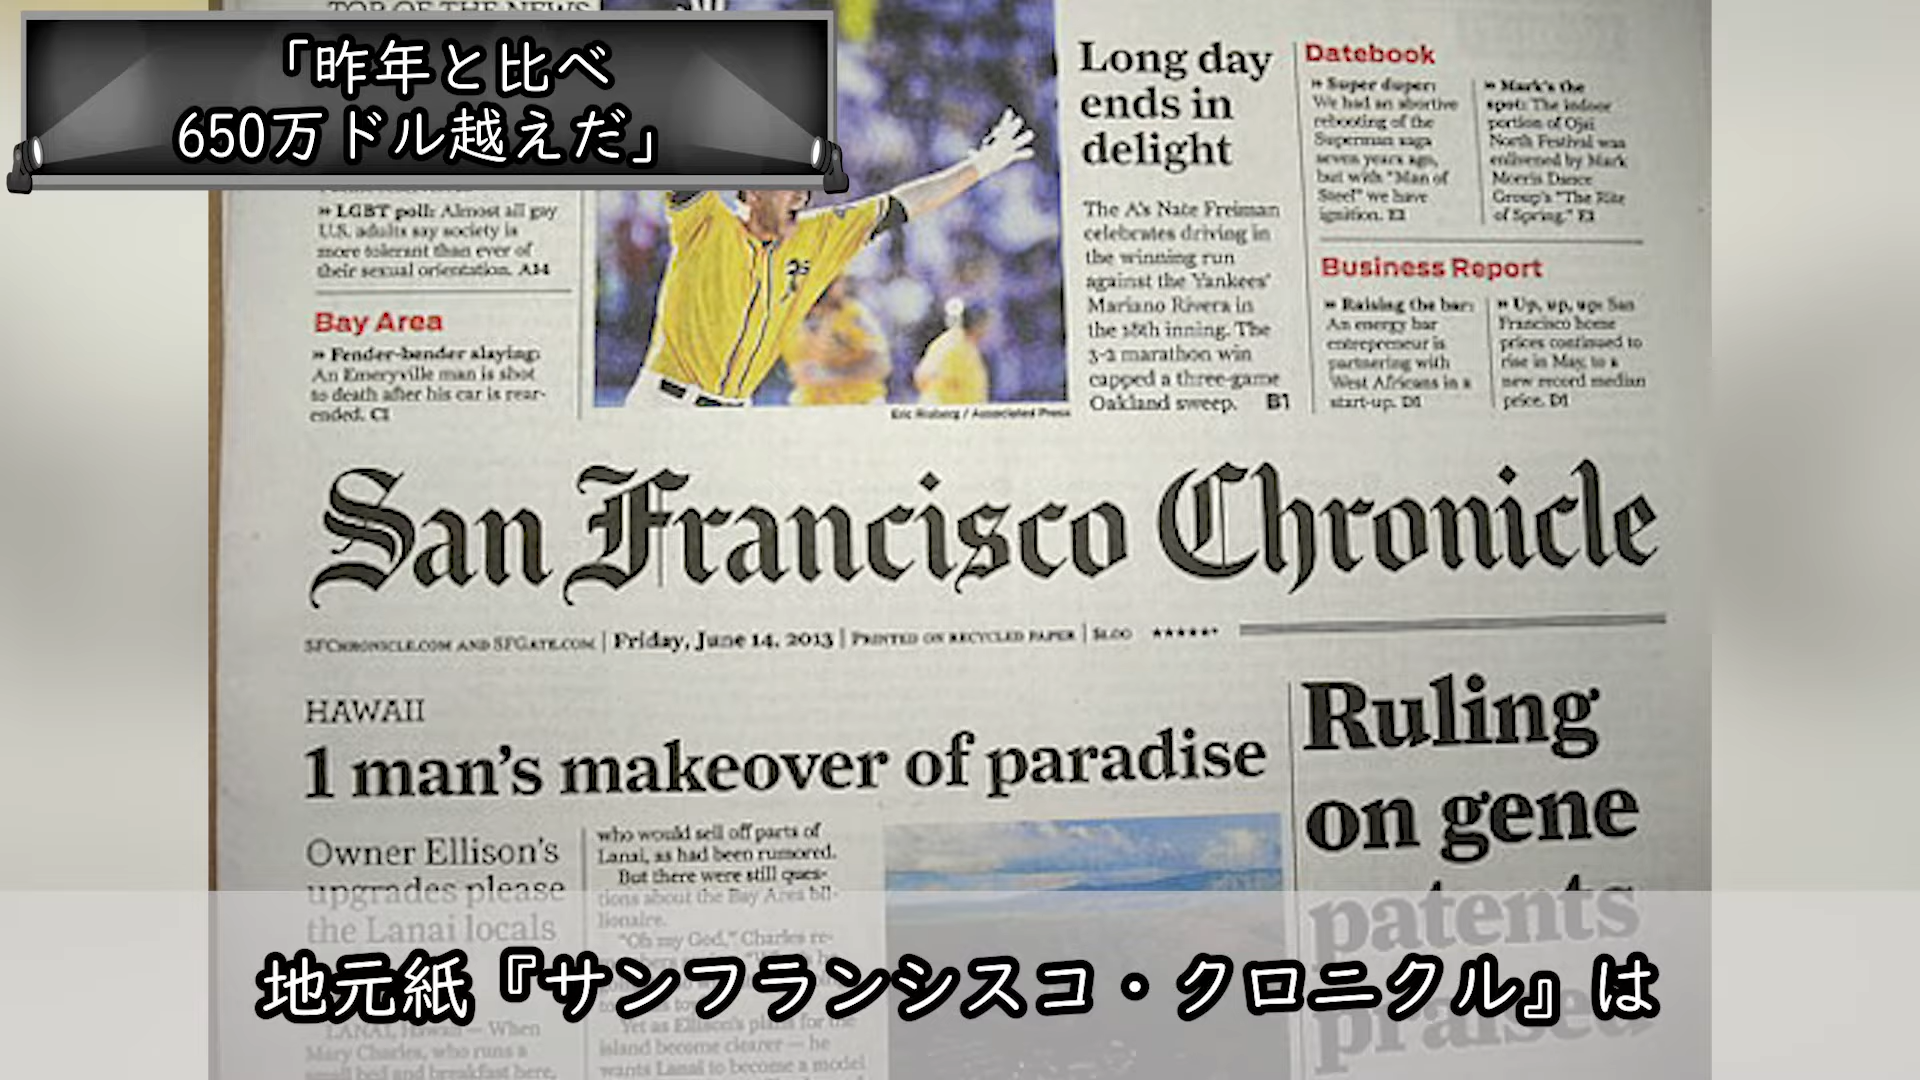 TOP OF THE NEWS
「昨年と比べ
650万ドル越えだ」
» LGBT poll: Almost all gay
U.S. adults say society is
more tolerant than ever of
their sexual orientation. A14
Bay Area
» Fender-bender slaying:
An Emeryville man is shot
to death after his car is rear-
ended. C1
Eric Risberg / Associated Press
Long day
ends in
delight
The A's Nate Freiman
celebrates driving in
the winning run
against the Yankees'
Mariano Rivera in
the 18th inning. The
3-2 marathon win
capped a three-game
Oakland sweep. B1
Datebook
» Super duper:
We had an abortive
rebooting of the
Superman saga
seven years ago,
but with "Man of
Steel" we have
ignition. E1
» Mark's the
spot: The indoor
portion of Ojai
North Festival was
enlivened by Mark
Morris Dance
Group's "The Rite
of Spring." E1
Business Report
» Raising the bar:
An energy bar
entrepreneur is
partnering with
West Africans in a
start-up. D1
» Up, up, up: San
Francisco home
prices continued to
rise in May, to a
new record median
price. D1
San Francisco Chronicle
SFCHRONICLE.COM AND SFGATE.COM | Friday, June 14, 2013 | PRINTED ON RECYCLED PAPER | $1.00 ★★★★★
HAWAII
1 man's makeover of paradise
Owner Ellison's
upgrades please
the Lanai locals
LANAI, Hawaii — When
Mary Charles, who runs a
small bed and breakfast here,
who would sell off parts of
Lanai, as had been rumored.
But there were still ques-
tions about the Bay Area bil-
lionaire.
"Oh my God," Charles re-
Yet as Ellison's plans for the
island become clearer — he
wants Lanai to become a model
Ruling
on gene
patents
praised
地元紙『サンフランシスコ・クロニクル』は